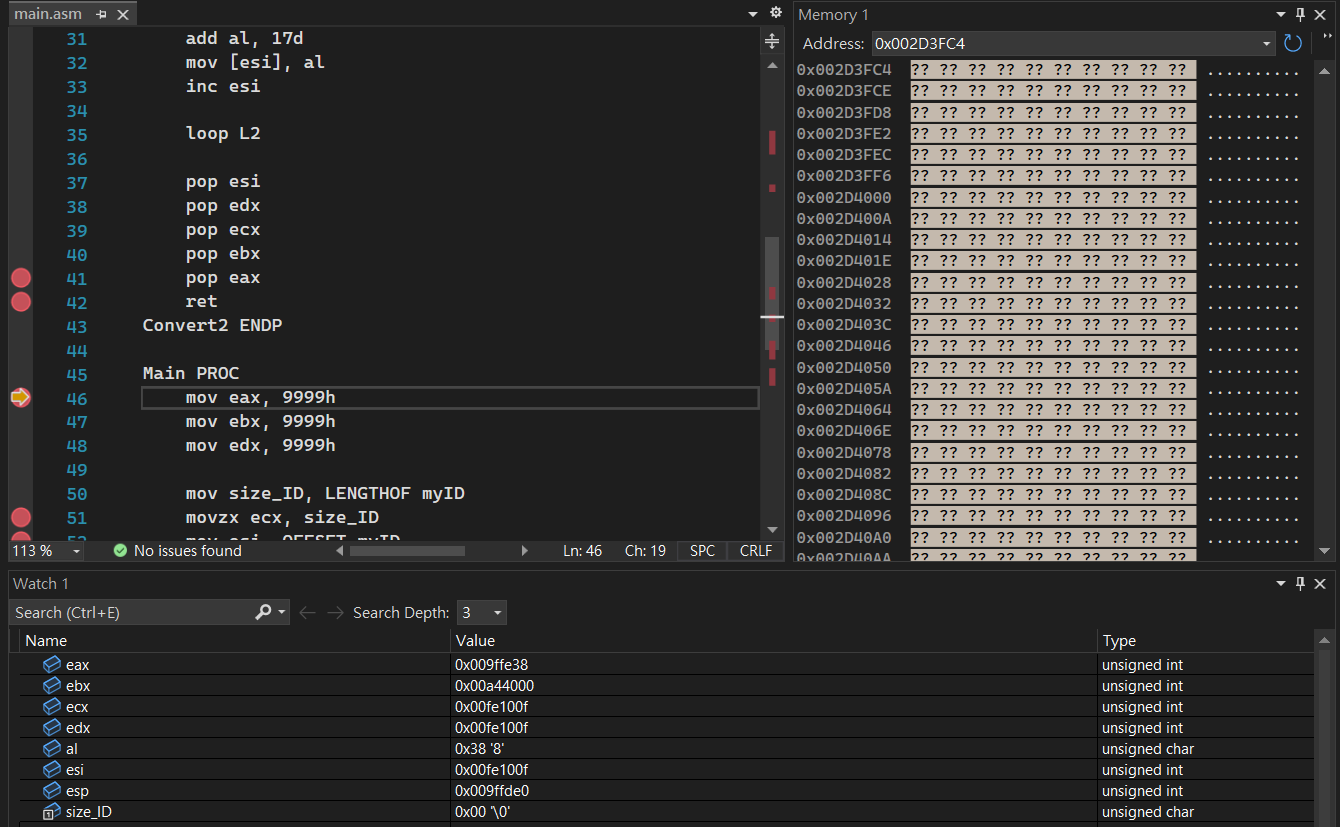 main.asm
31 add al, 17d
32 mov [esi], al
33 inc esi
34
35 loop L2
36
37 pop esi
38 pop edx
39 pop ecx
40 pop ebx
41 pop eax
42 ret
43 Convert2 ENDP
44
45 Main PROC
46 mov eax, 9999h
47 mov ebx, 9999h
48 mov edx, 9999h
49
50 mov size_ID, LENGTHOF myID
51 movzx ecx, size_ID
52 mov esi, OFFSET myID
113 % No issues found Ln: 46 Ch: 19 SPC CRLF
Memory 1
Address: 0x002D3FC4
0x002D3FC4 ?? ?? ?? ?? ?? ?? ?? ?? ?? ?? ..........
0x002D3FCE ?? ?? ?? ?? ?? ?? ?? ?? ?? ?? ..........
0x002D3FD8 ?? ?? ?? ?? ?? ?? ?? ?? ?? ?? ..........
0x002D3FE2 ?? ?? ?? ?? ?? ?? ?? ?? ?? ?? ..........
0x002D3FEC ?? ?? ?? ?? ?? ?? ?? ?? ?? ?? ..........
0x002D3FF6 ?? ?? ?? ?? ?? ?? ?? ?? ?? ?? ..........
0x002D4000 ?? ?? ?? ?? ?? ?? ?? ?? ?? ?? ..........
0x002D400A ?? ?? ?? ?? ?? ?? ?? ?? ?? ?? ..........
0x002D4014 ?? ?? ?? ?? ?? ?? ?? ?? ?? ?? ..........
0x002D401E ?? ?? ?? ?? ?? ?? ?? ?? ?? ?? ..........
0x002D4028 ?? ?? ?? ?? ?? ?? ?? ?? ?? ?? ..........
0x002D4032 ?? ?? ?? ?? ?? ?? ?? ?? ?? ?? ..........
0x002D403C ?? ?? ?? ?? ?? ?? ?? ?? ?? ?? ..........
0x002D4046 ?? ?? ?? ?? ?? ?? ?? ?? ?? ?? ..........
0x002D4050 ?? ?? ?? ?? ?? ?? ?? ?? ?? ?? ..........
0x002D405A ?? ?? ?? ?? ?? ?? ?? ?? ?? ?? ..........
0x002D4064 ?? ?? ?? ?? ?? ?? ?? ?? ?? ?? ..........
0x002D406E ?? ?? ?? ?? ?? ?? ?? ?? ?? ?? ..........
0x002D4078 ?? ?? ?? ?? ?? ?? ?? ?? ?? ?? ..........
0x002D4082 ?? ?? ?? ?? ?? ?? ?? ?? ?? ?? ..........
0x002D408C ?? ?? ?? ?? ?? ?? ?? ?? ?? ?? ..........
0x002D4096 ?? ?? ?? ?? ?? ?? ?? ?? ?? ?? ..........
0x002D40A0 ?? ?? ?? ?? ?? ?? ?? ?? ?? ?? ..........
0x002D40AA ?? ?? ?? ?? ?? ?? ?? ?? ?? ?? ..........
Watch 1
Search (Ctrl+E) Search Depth: 3
Name Value Type
eax 0x009ffe38 unsigned int
ebx 0x00a44000 unsigned int
ecx 0x00fe100f unsigned int
edx 0x00fe100f unsigned int
al 0x38 '8' unsigned char
esi 0x00fe100f unsigned int
esp 0x009ffde0 unsigned int
size_ID 0x00 '\0' unsigned char